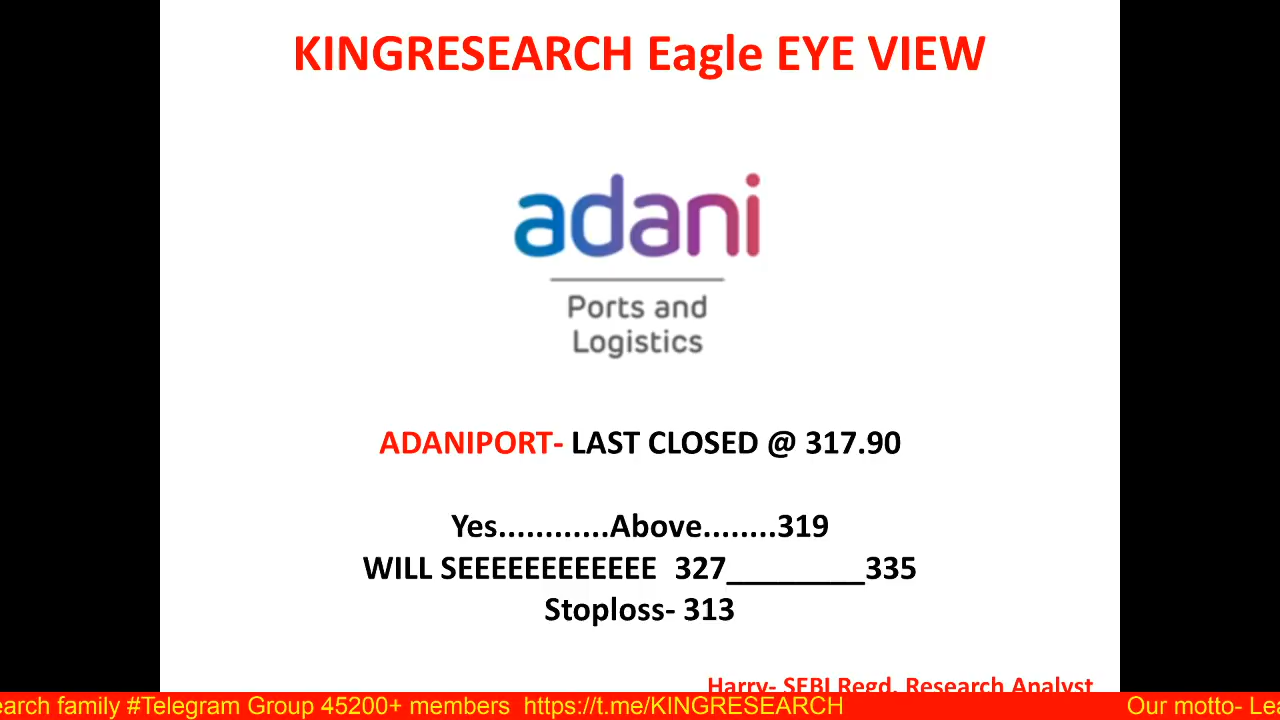 KINGRESEARCH Eagle EYE VIEW
adani
Ports and
Logistics
ADANIPORT- LAST CLOSED @ 317.90
Yes............Above........319
WILL SEEEEEEEEEEEE 327________335
Stoploss- 313
Harry- SEBI Regd. Research Analyst
earch family #Telegram Group 45200+ members https://t.me/KINGRESEARCH Our motto- Lea